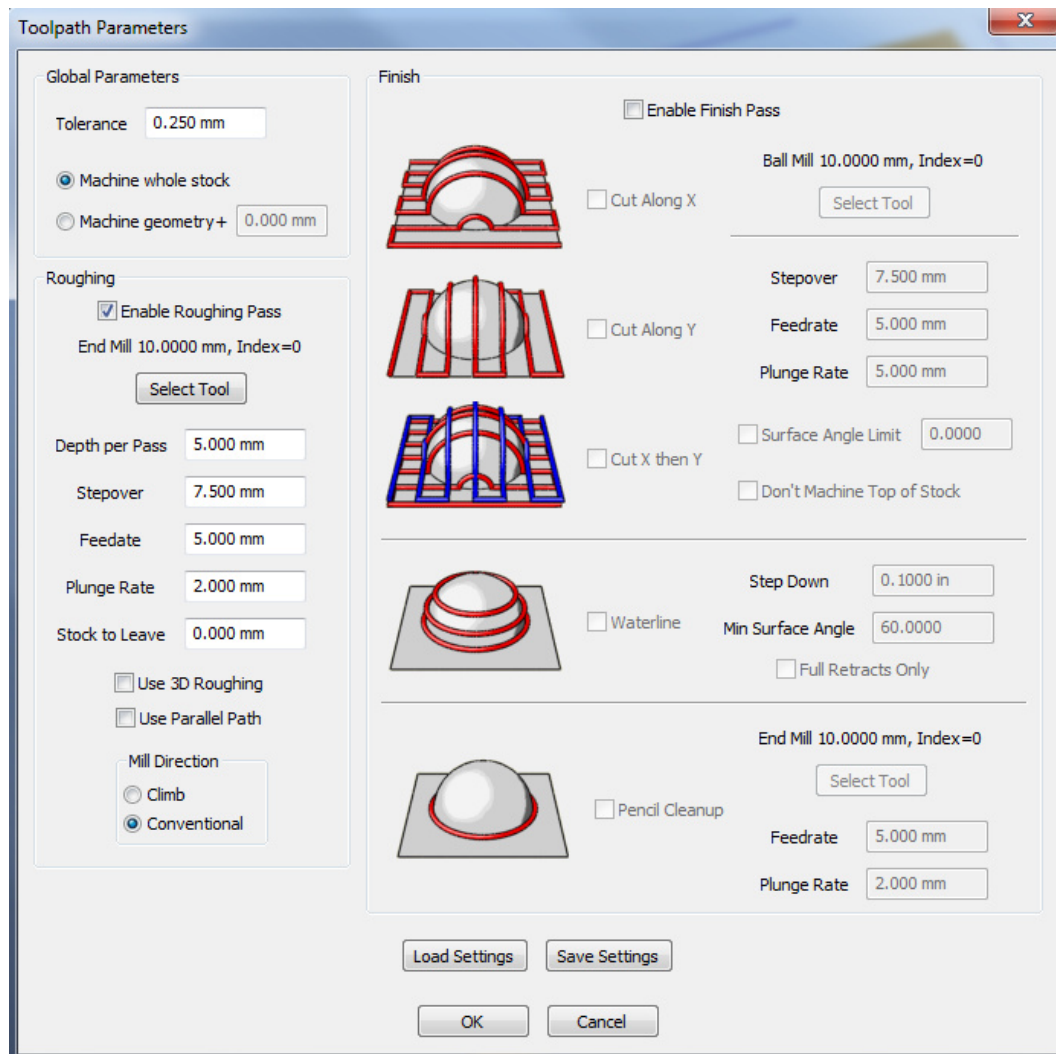 Toolpath Parameters
Global Parameters
Tolerance 0.250 mm
Machine whole stock
Machine geometry+ 0.000 mm
Roughing
Enable Roughing Pass
End Mill 10.0000 mm, Index=0
Select Tool
Depth per Pass 5.000 mm
Stepover 7.500 mm
Feedate 5.000 mm
Plunge Rate 2.000 mm
Stock to Leave 0.000 mm
Use 3D Roughing
Use Parallel Path
Mill Direction
Climb
Conventional
Finish
Enable Finish Pass
Cut Along X
Ball Mill 10.0000 mm, Index=0
Select Tool
Cut Along Y
Stepover 7.500 mm
Feedrate 5.000 mm
Plunge Rate 5.000 mm
Cut X then Y
Surface Angle Limit 0.0000
Don't Machine Top of Stock
Waterline
Step Down 0.1000 in
Min Surface Angle 60.0000
Full Retracts Only
Pencil Cleanup
End Mill 10.0000 mm, Index=0
Select Tool
Feedrate 5.000 mm
Plunge Rate 2.000 mm
Load Settings Save Settings
OK Cancel